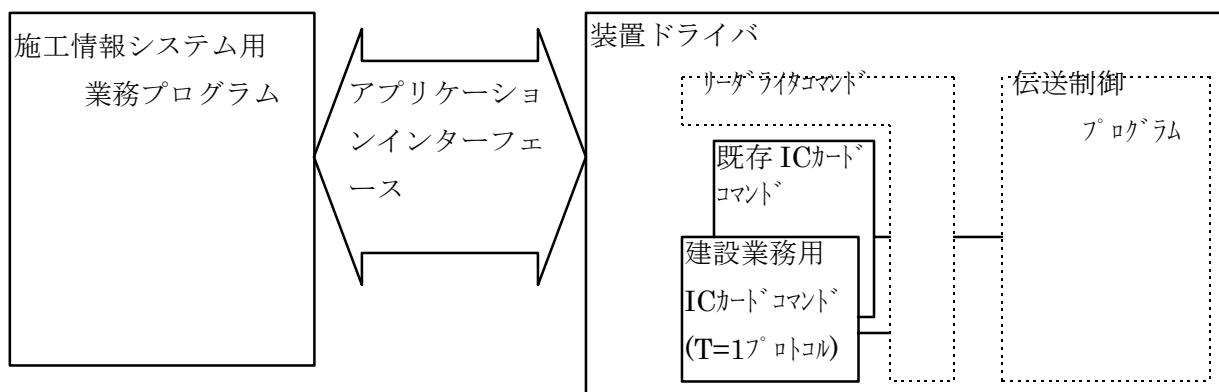 施工情報システム用
業務プログラム
アプリケーショ
ンインターフェ
ース
装置ドライバ
リーダライタコマンド
伝送制御
プログラム
既存 ICカード
コマンド
建設業務用
ICカードコマンド
(T=1プロトコル)